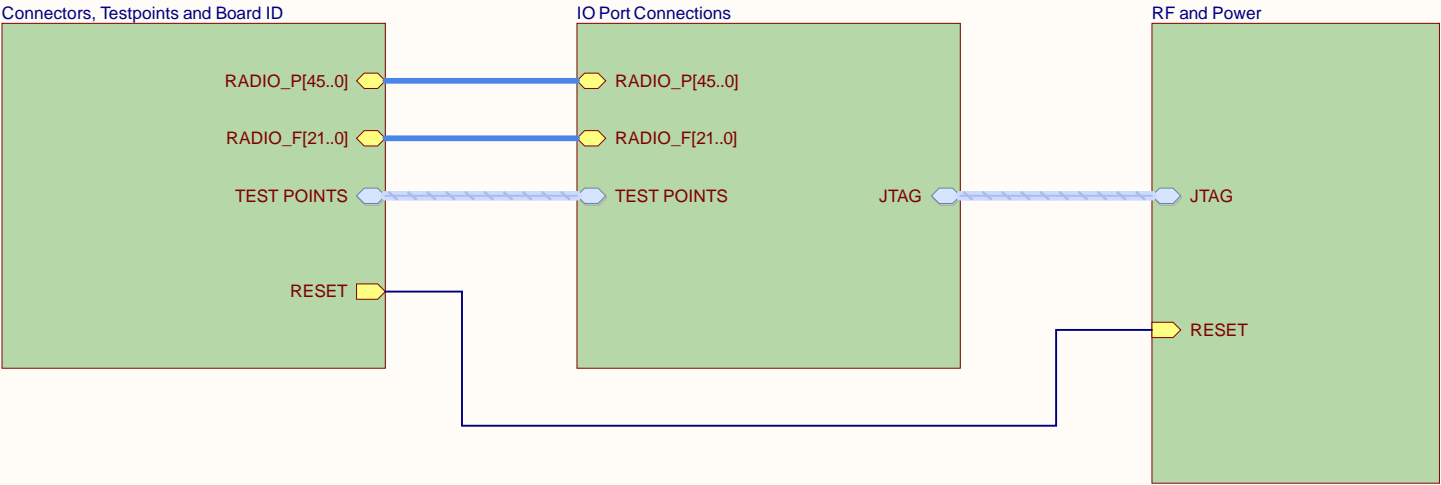 Connectors, Testpoints and Board ID
IO Port Connections
RF and Power
RADIO_P[45..0]
RADIO_P[45..0]
RADIO_F[21..0]
RADIO_F[21..0]
TEST POINTS
TEST POINTS
JTAG
JTAG
RESET
RESET